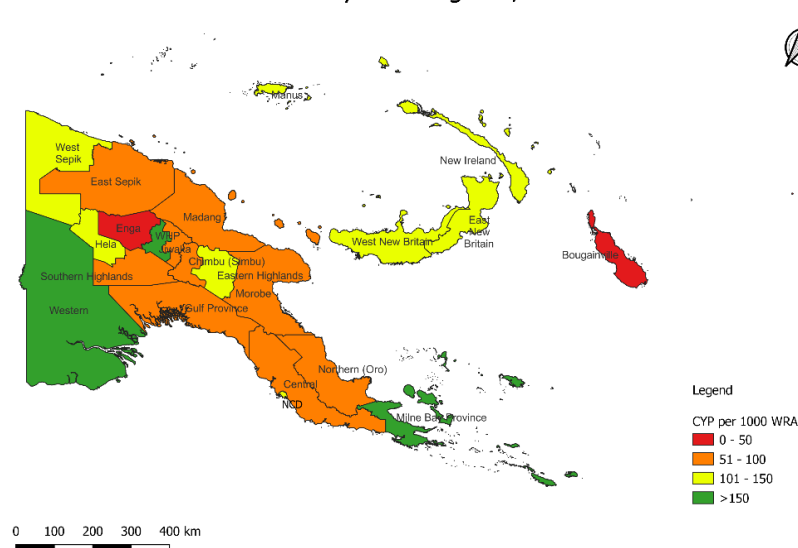 Manus
West
Sepik
New Ireland
East Sepik
Madang
Enga
WHP
Jiwaka
Hela
East
New
Britain
West New Britain
Bougainville
Chimbu (Simbu)
Southern Highlands
Eastern Highlands
Morobe
Western
Gulf Province
Northern (Oro)
Central
NCD
Milne Bay Province
Legend
CYP per 1000 WRA
0 - 50
51 - 100
101 - 150
>150
0 100 200 300 400 km